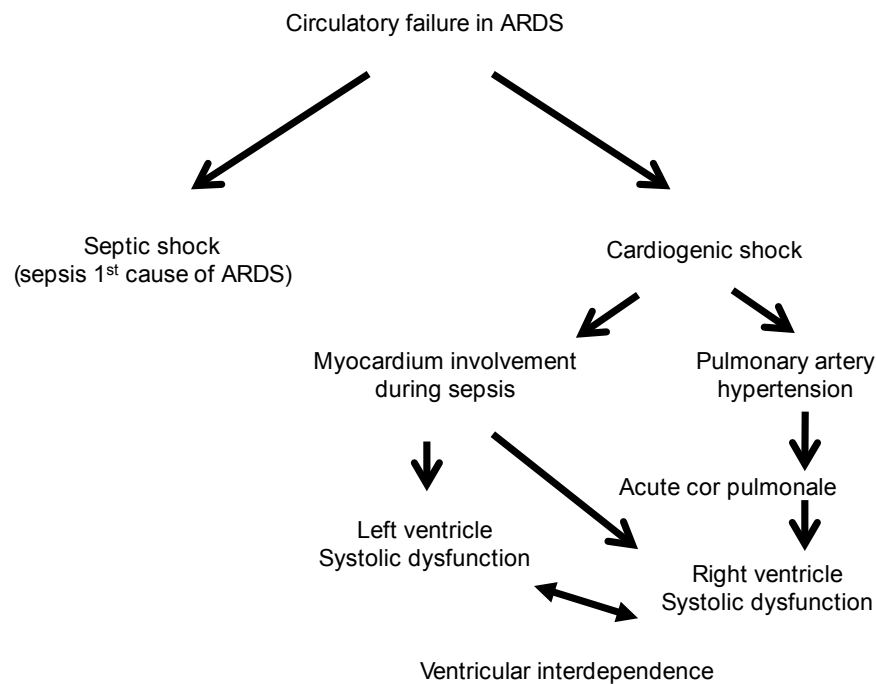 Circulatory failure in ARDS
Septic shock
(sepsis 1st cause of ARDS)
Cardiogenic shock
Myocardium involvement
during sepsis
Pulmonary artery
hypertension
Acute cor pulmonale
Left ventricle
Systolic dysfunction
Right ventricle
Systolic dysfunction
Ventricular interdependence